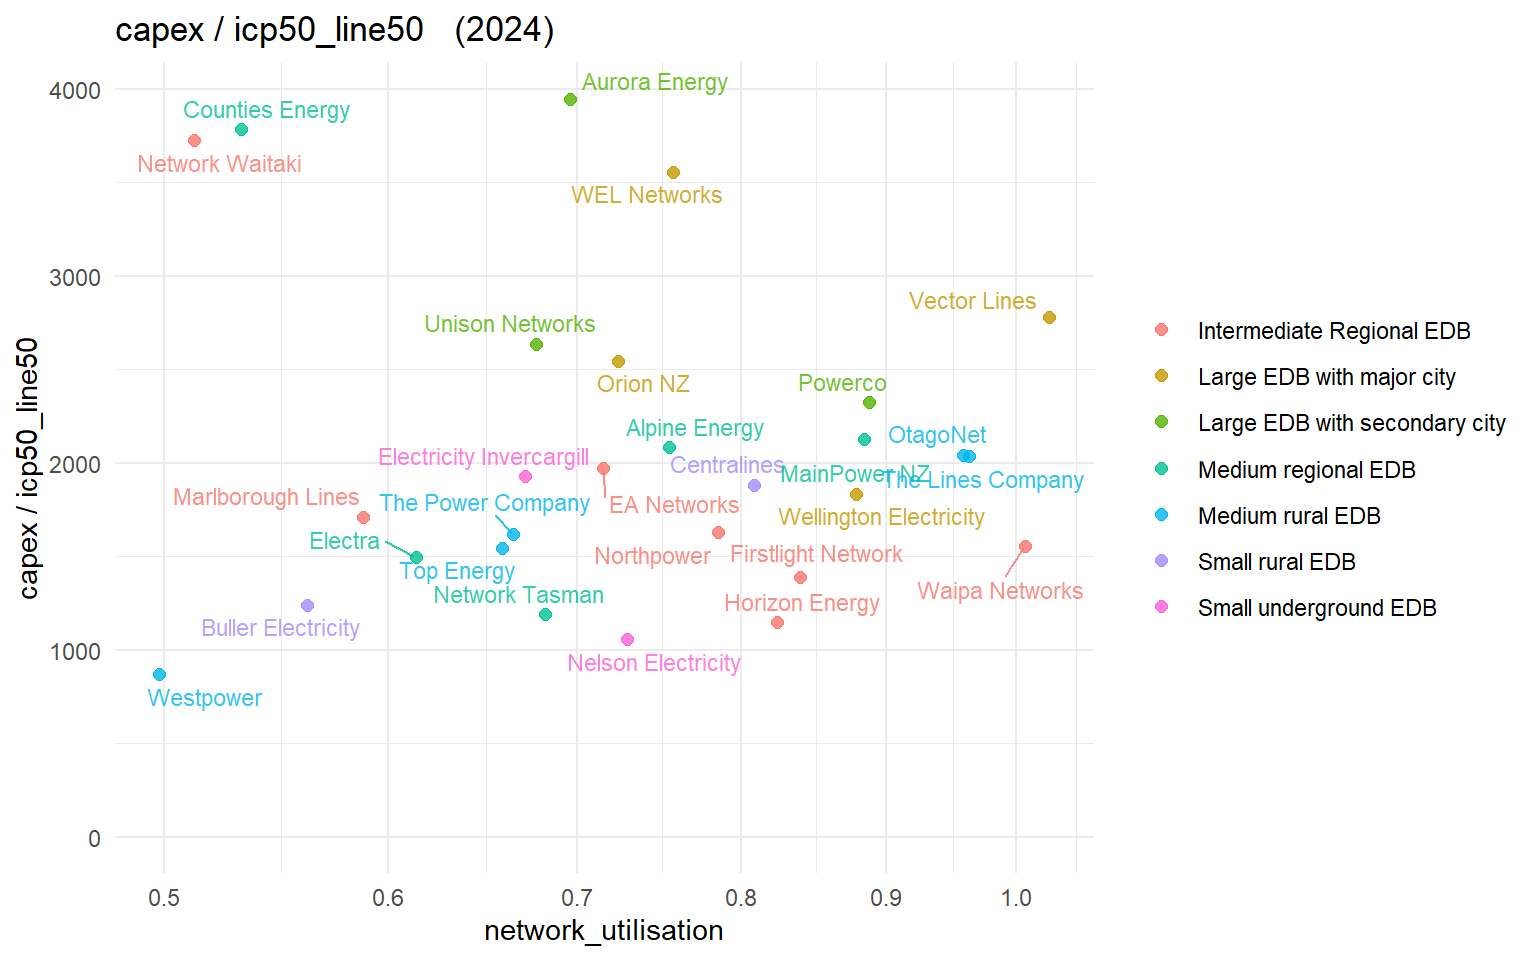 capex / icp50_line50 (2024)
4000
3000
2000
1000
0
capex / icp50_line50
Aurora Energy
Counties Energy
Network Waitaki
WEL Networks
Vector Lines
Unison Networks
Orion NZ
Powerco
Alpine Energy
OtagoNet
Electricity Invercargill
Centralines
MainPower NZ
The Lines Company
Marlborough Lines
The Power Company
EA Networks
Wellington Electricity
Electra
Northpower
Firstlight Network
Top Energy
Waipa Networks
Network Tasman
Horizon Energy
Buller Electricity
Nelson Electricity
Westpower
0.5
0.6
0.7
0.8
0.9
1.0
network_utilisation
Intermediate Regional EDB
Large EDB with major city
Large EDB with secondary city
Medium regional EDB
Medium rural EDB
Small rural EDB
Small underground EDB